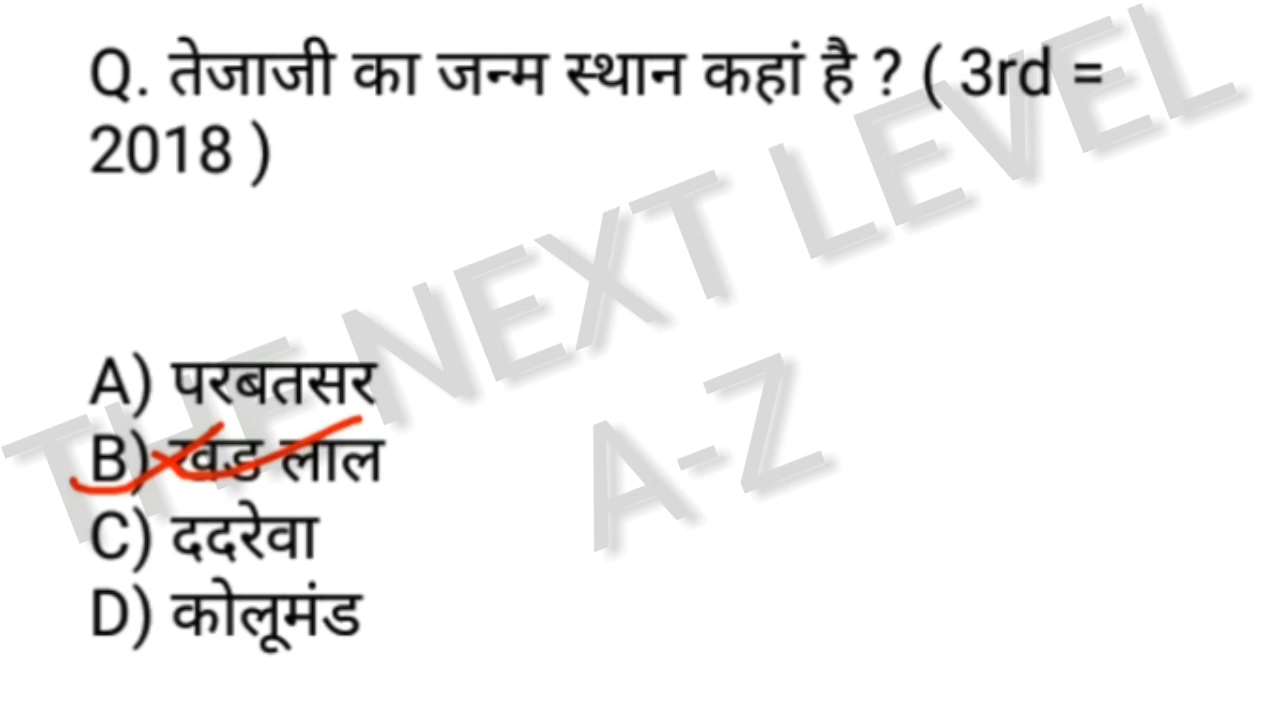 Q. तेजाजी का जन्म स्थान कहां है ? ( 3rd =
2018 )
THE NEXT LEVEL
A-Z
A) परबतसर
B) खड लाल
C) ददरेवा
D) कोलूमंड